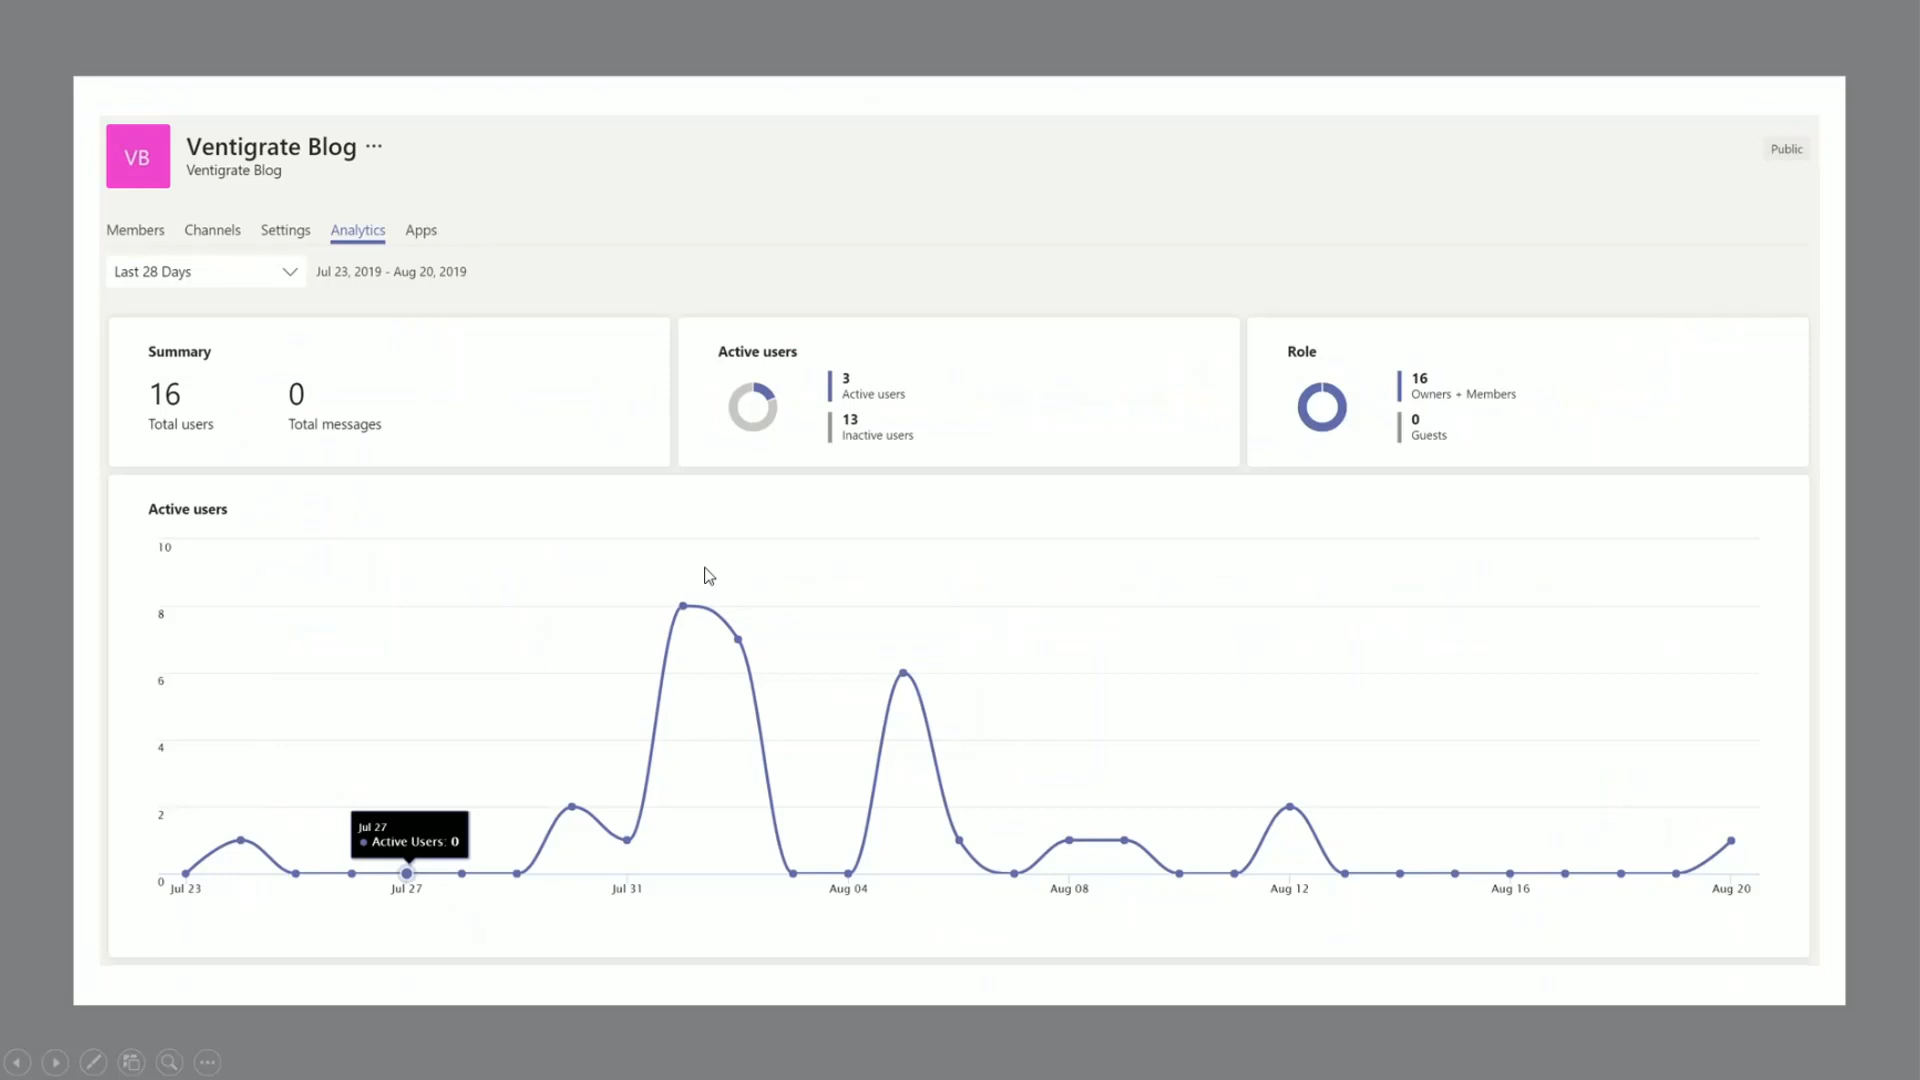 VB
Ventigrate Blog ...
Ventigrate Blog
Public
Members Channels Settings Analytics Apps
Last 28 Days Jul 23, 2019 - Aug 20, 2019
Summary
16
Total users
0
Total messages
Active users
3
Active users
13
Inactive users
Role
16
Owners + Members
0
Guests
Active users
10
8
6
4
2
0
Jul 27
Active Users: 0
Jul 23 Jul 27 Jul 31 Aug 04 Aug 08 Aug 12 Aug 16 Aug 20